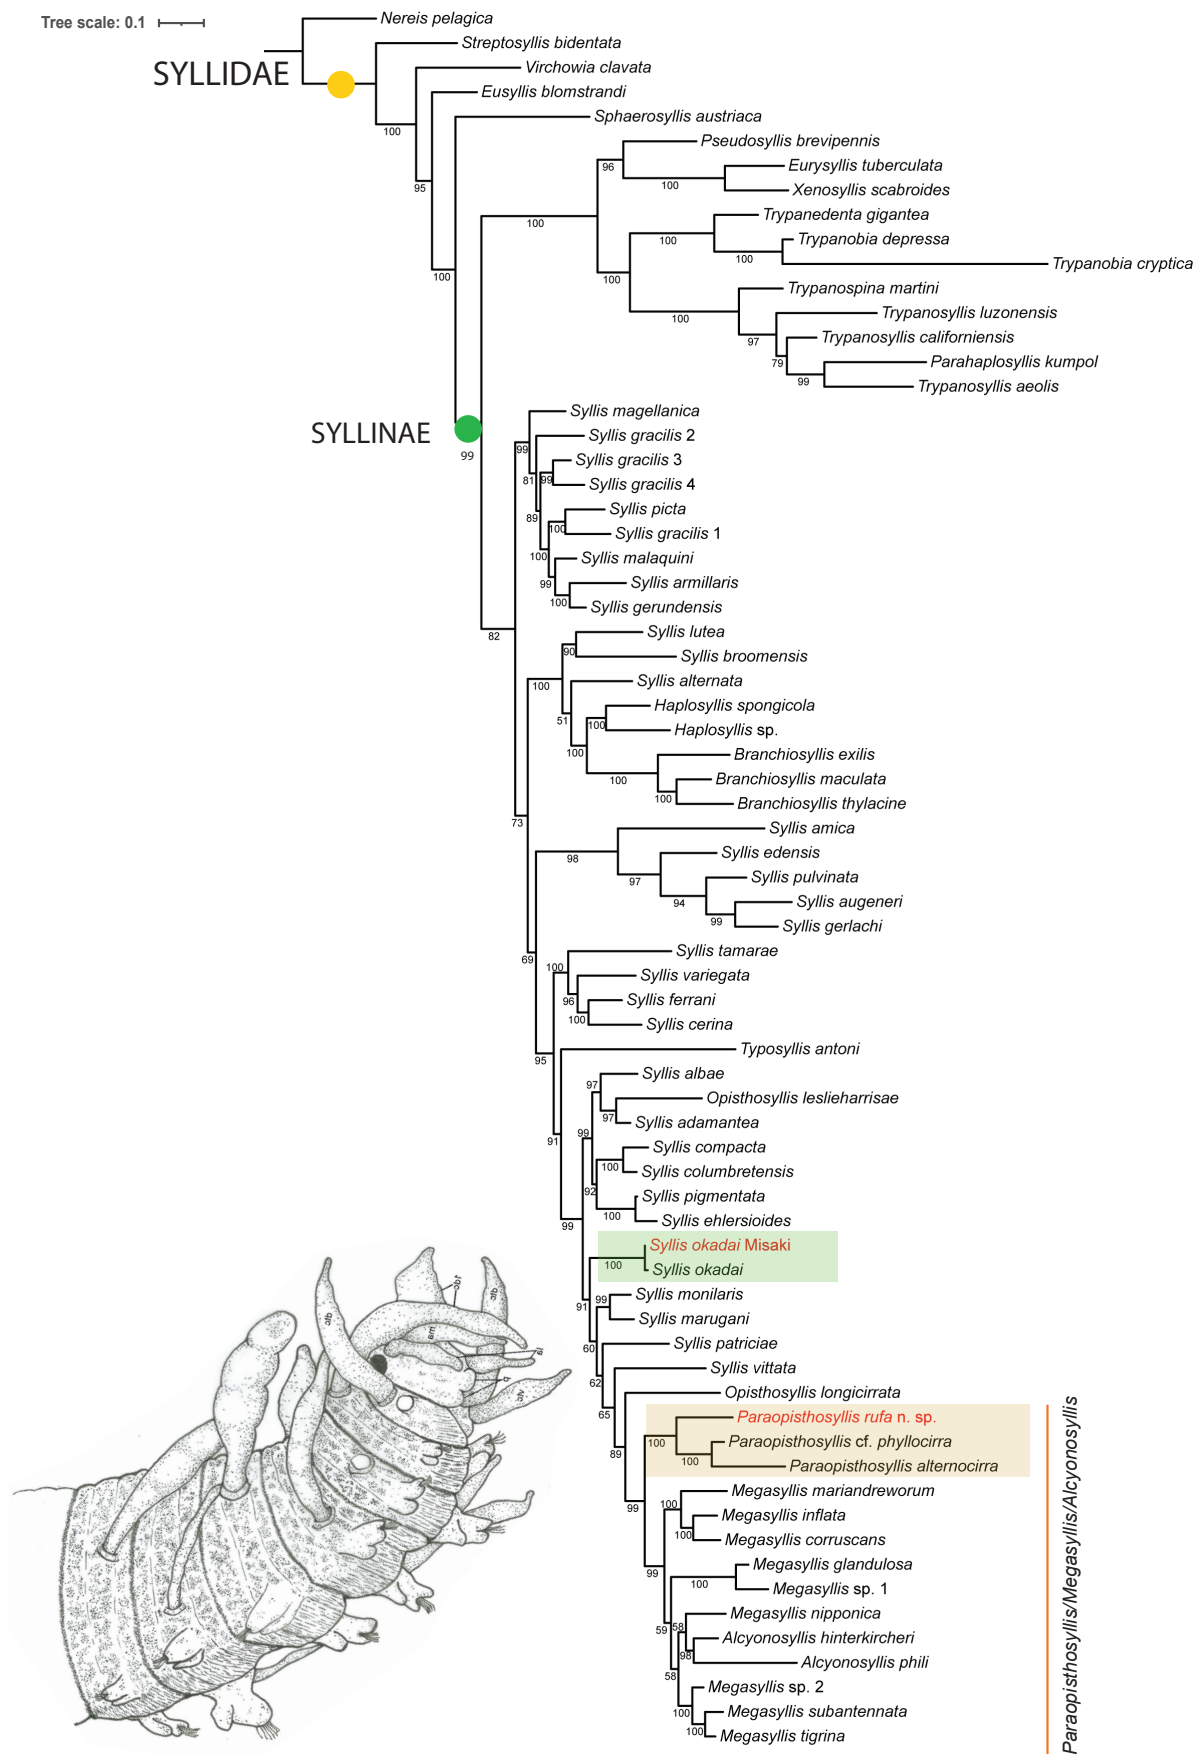 Tree scale: 0.1
Nereis pelagica
Streptosyllis bidentata
SYLLIDAE
Virchowia clavata
Eusyllis blomstrandi
Sphaerosyllis austriaca
100
Pseudosyllis brevipennis
96
Eurysyllis tuberculata
100
95
Xenosyllis scabroides
Trypanedenta gigantea
100
Trypanobia depressa
100
100
Trypanobia cryptica
100
100
Trypanospina martini
Trypanosyllis luzonensis
100
Trypanosyllis californiensis
97
Parahaplosyllis kumpol
79
99
Trypanosyllis aeolis
Syllis magellanica
SYLLINAE
Syllis gracilis 2
99
99
Syllis gracilis 3
81
99
Syllis gracilis 4
Syllis picta
89
100
Syllis gracilis 1
100
Syllis malaquini
99
Syllis armillaris
100
Syllis gerundensis
82
Syllis lutea
90
Syllis broomensis
100
Syllis alternata
Haplosyllis spongicola
51
100
Haplosyllis sp.
100
Branchiosyllis exilis
100
Branchiosyllis maculata
100
Branchiosyllis thylacine
73
Syllis amica
98
Syllis edensis
97
Syllis pulvinata
94
Syllis augeneri
99
Syllis gerlachi
69
Syllis tamarae
100
Syllis variegata
96
Syllis ferrani
100
Syllis cerina
95
Typosyllis antoni
Syllis albae
97
Opisthosyllis leslieharrisae
97
Syllis adamantea
99
91
Syllis compacta
100
Syllis columbretensis
92
Syllis pigmentata
100
Syllis ehlersioides
99
Syllis okadai Misaki
100
Syllis okadai
Syllis monilaris
99
91
Syllis marugani
Syllis patriciae
60
Syllis vittata
62
Opisthosyllis longicirrata
65
Paraopisthosyllis rufa n. sp.
100
Paraopisthosyllis cf. phyllocirra
89
100
Paraopisthosyllis alternocirra
Megasyllis mariandreworum
99
100
Megasyllis inflata
100
Megasyllis corruscans
99
Megasyllis glandulosa
100
Megasyllis sp. 1
Megasyllis nipponica
59
58
Alcyonosyllis hinterkircheri
98
Alcyonosyllis phili
58
Megasyllis sp. 2
100
Megasyllis subantennata
100
Megasyllis tigrina
Paraopisthosyllis/Megasyllis/Alcyonosyllis